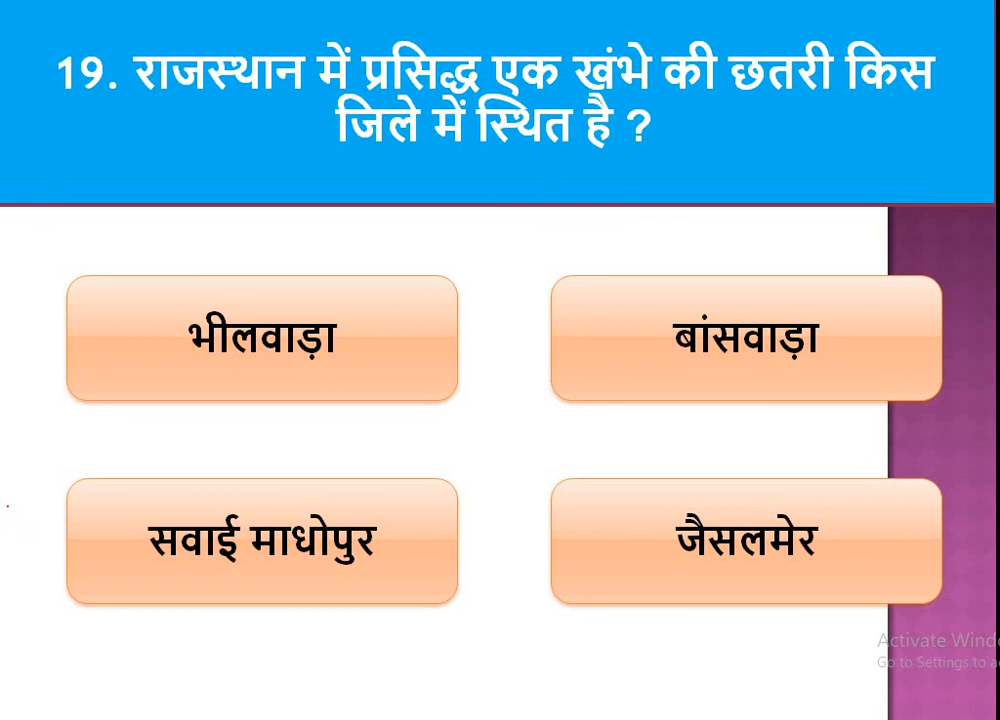 19. राजस्थान में प्रसिद्ध एक खंभे की छतरी किस
जिले में स्थित है ?
भीलवाड़ा
बांसवाड़ा
सवाई माधोपुर
जैसलमेर
Activate Windo
Go to Settings to a